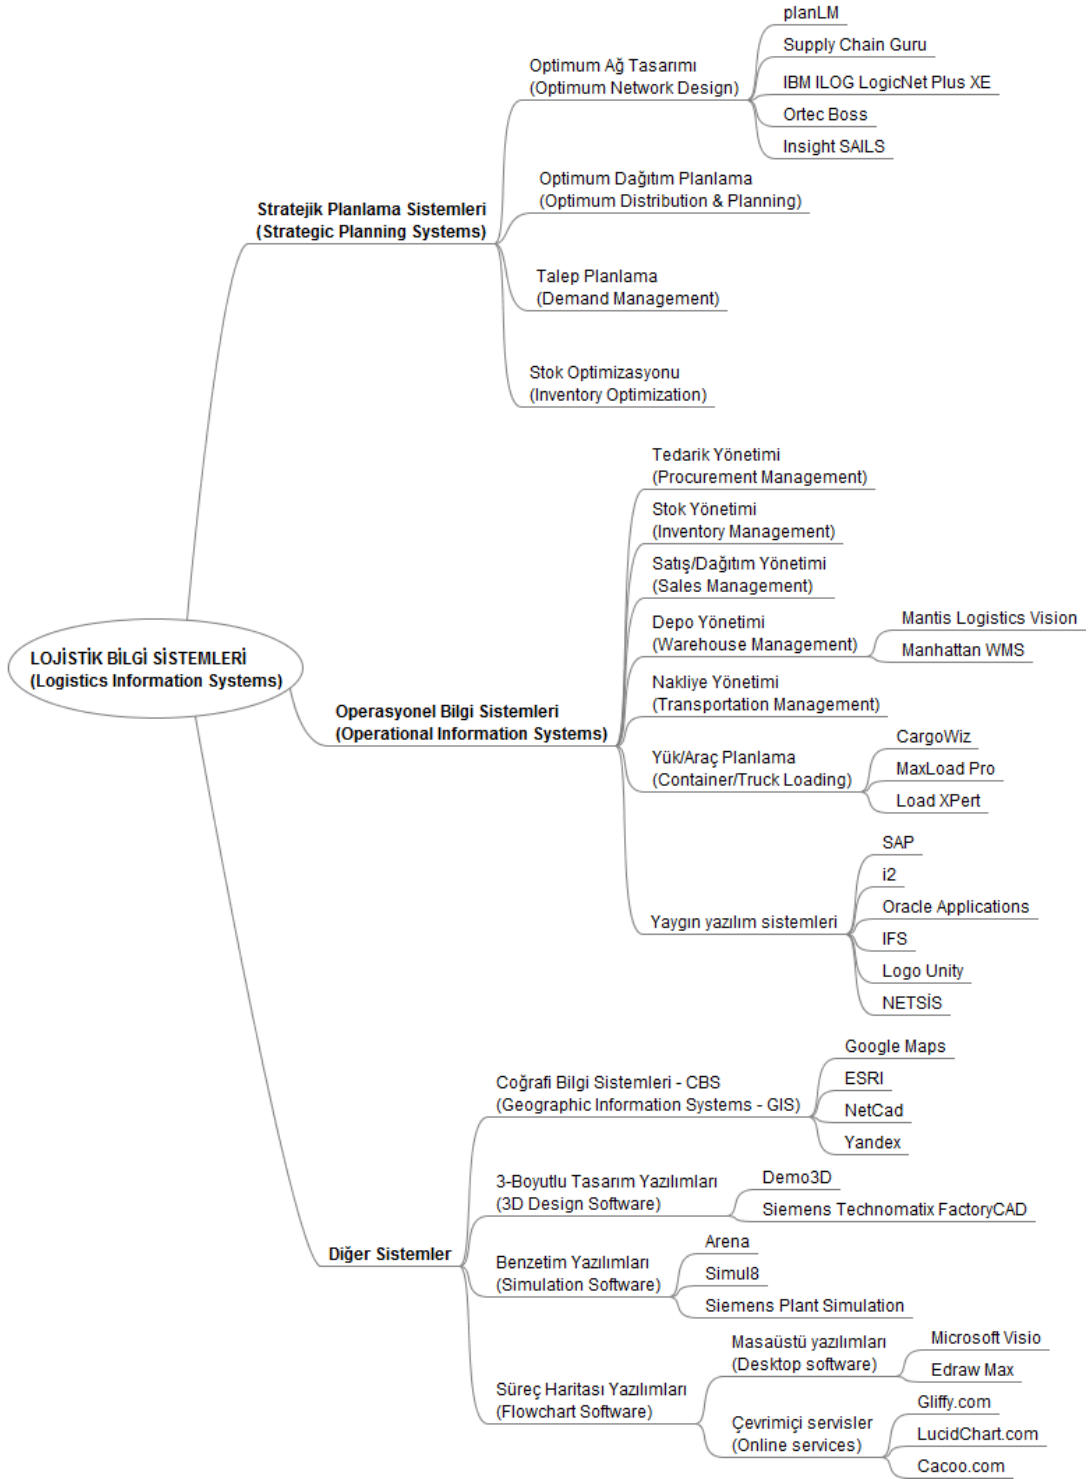 LOJİSTİK BİLGİ SİSTEMLERİ
(Logistics Information Systems)
Stratejik Planlama Sistemleri
(Strategic Planning Systems)
Optimum Ağ Tasarımı
(Optimum Network Design)
planLM
Supply Chain Guru
IBM ILOG LogicNet Plus XE
Ortec Boss
Insight SAILS
Optimum Dağıtım Planlama
(Optimum Distribution & Planning)
Talep Planlama
(Demand Management)
Stok Optimizasyonu
(Inventory Optimization)
Operasyonel Bilgi Sistemleri
(Operational Information Systems)
Tedarik Yönetimi
(Procurement Management)
Stok Yönetimi
(Inventory Management)
Satış/Dağıtım Yönetimi
(Sales Management)
Depo Yönetimi
(Warehouse Management)
Mantis Logistics Vision
Manhattan WMS
Nakliye Yönetimi
(Transportation Management)
Yük/Araç Planlama
(Container/Truck Loading)
CargoWiz
MaxLoad Pro
Load XPert
Yaygın yazılım sistemleri
SAP
i2
Oracle Applications
IFS
Logo Unity
NETSİS
Diğer Sistemler
Coğrafi Bilgi Sistemleri - CBS
(Geographic Information Systems - GIS)
Google Maps
ESRI
NetCad
Yandex
3-Boyutlu Tasarım Yazılımları
(3D Design Software)
Demo3D
Siemens Technomatix FactoryCAD
Benzetim Yazılımları
(Simulation Software)
Arena
Simul8
Siemens Plant Simulation
Süreç Haritası Yazılımları
(Flowchart Software)
Masaüstü yazılımları
(Desktop software)
Microsoft Visio
Edraw Max
Çevrimiçi servisler
(Online services)
Gliffy.com
LucidChart.com
Cacoo.com